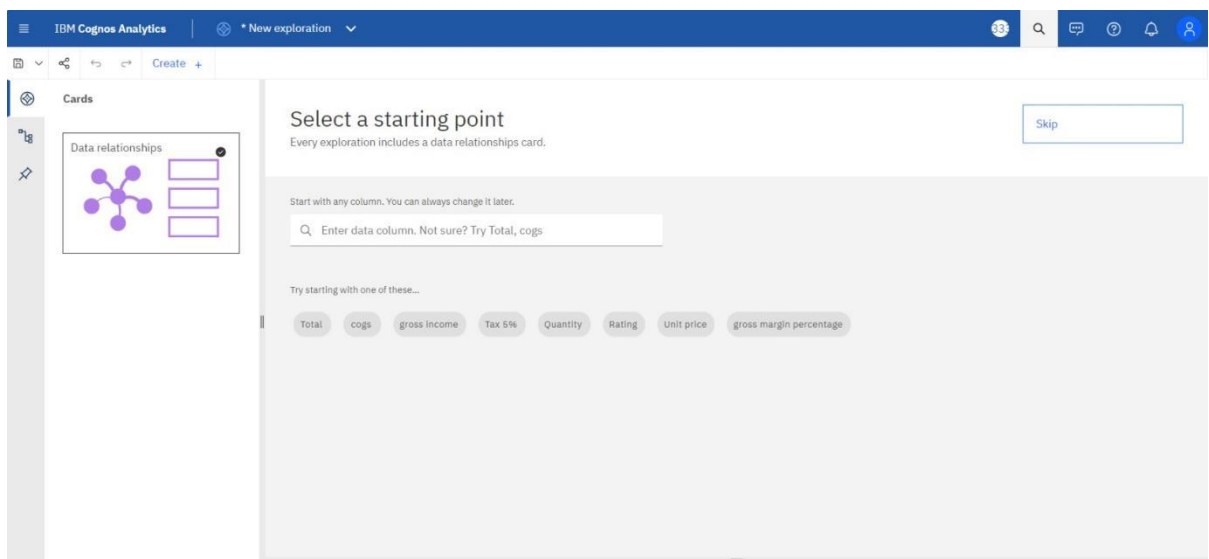 IBM Cognos Analytics
* New exploration
Create +
Cards
Data relationships
Select a starting point
Every exploration includes a data relationships card.
Skip
Start with any column. You can always change it later.
Enter data column. Not sure? Try Total, cogs
Try starting with one of these...
Total cogs gross income Tax 5% Quantity Rating Unit price gross margin percentage